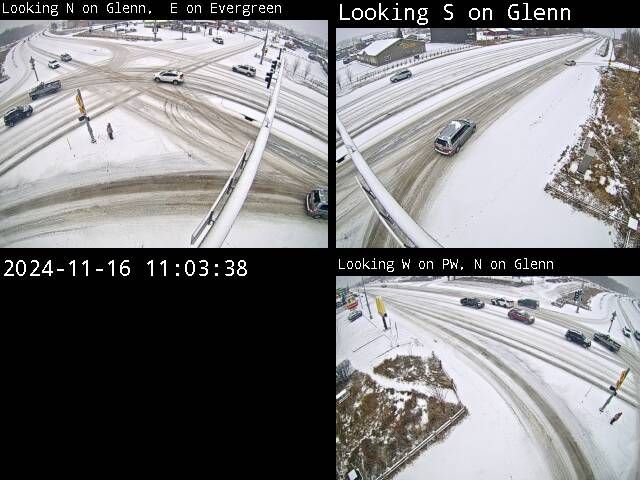 Looking N on Glenn,  E on Evergreen
Looking S on Glenn
2024-11-16 11:03:38
Looking W on PW, N on Glenn